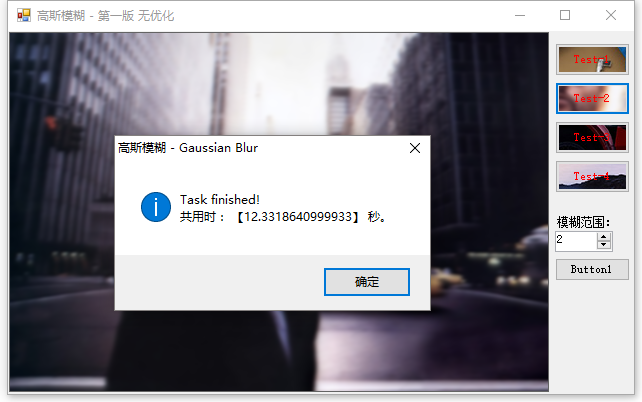 高斯模糊 - 第一版 无优化
Test-1
Test-2
Test-3
Test-4
模糊范围:
2
Button1
高斯模糊 - Gaussian Blur
Task finished!
共用时： 【12.3318640999933】 秒。
确定